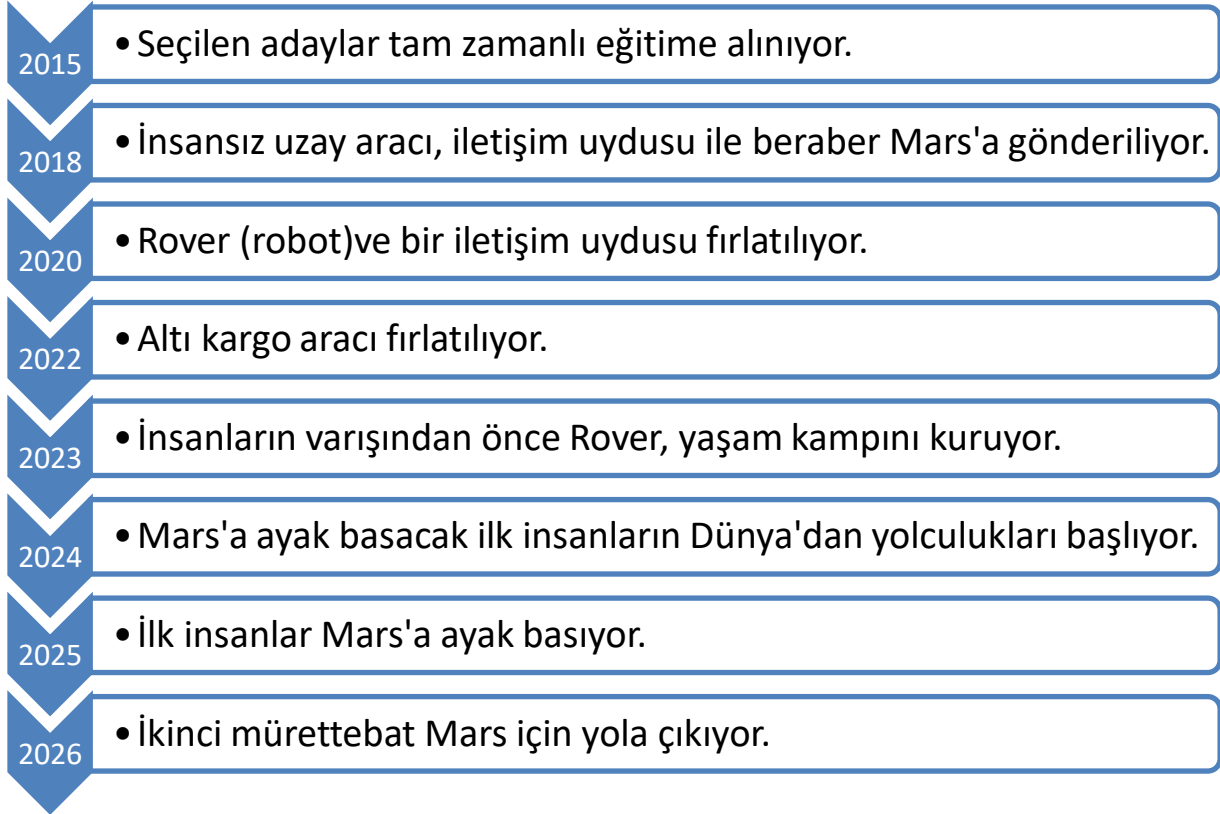 2015
•Seçilen adaylar tam zamanlı eğitime alınıyor.
2018
•İnsansız uzay aracı, iletişim uydusu ile beraber Mars'a gönderiliyor.
2020
•Rover (robot)ve bir iletişim uydusu fırlatılıyor.
2022
•Altı kargo aracı fırlatılıyor.
2023
•İnsanların varışından önce Rover, yaşam kampını kuruyor.
2024
•Mars'a ayak basacak ilk insanların Dünya'dan yolculukları başlıyor.
2025
•İlk insanlar Mars'a ayak basıyor.
2026
•İkinci mürettebat Mars için yola çıkıyor.